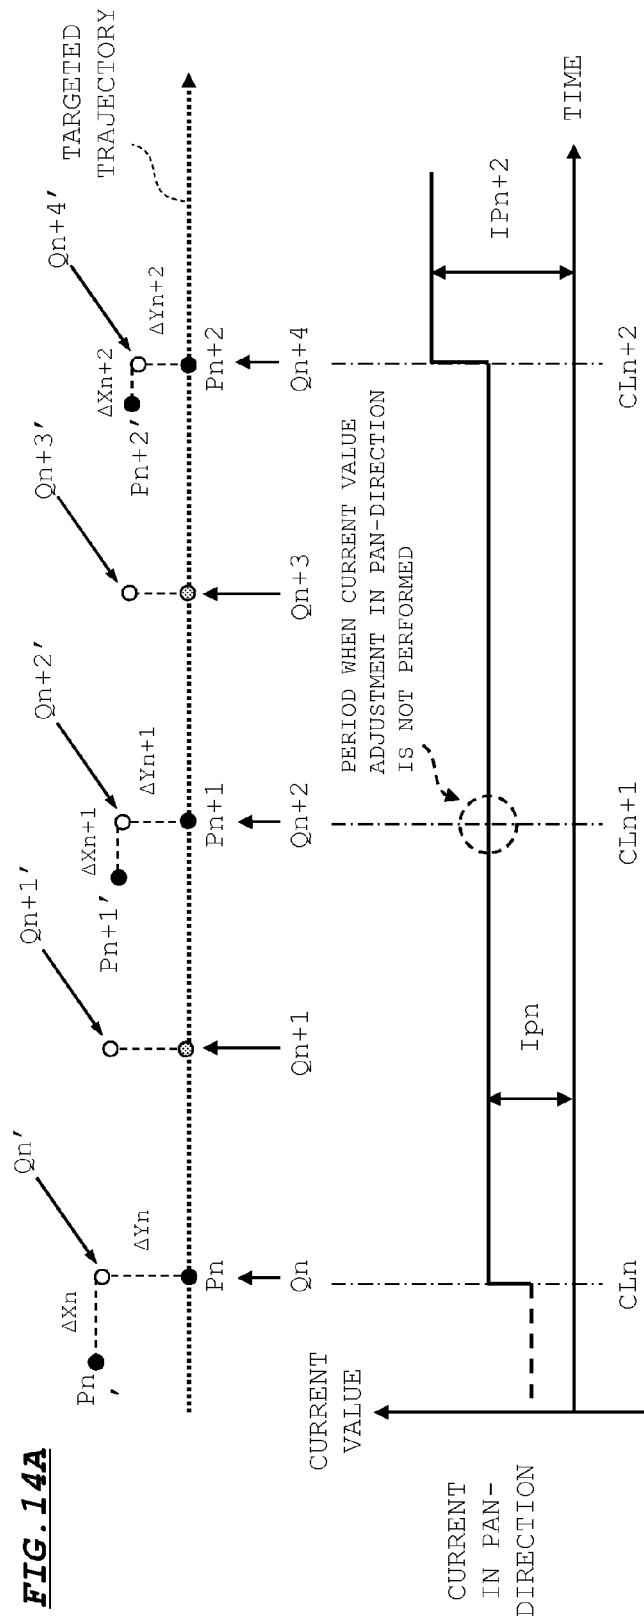 FIG.14A
TARGETED
TRAJECTORY
Qn'
Qn+1'
Qn+2'
Qn+3'
Qn+4'
Pn
'
ΔXn
ΔYn
Pn+1'
ΔXn+1
ΔYn+1
Pn+2'
ΔXn+2
ΔYn+2
Pn
Pn+1
Pn+2
Qn
Qn+1
Qn+2
Qn+3
Qn+4
CURRENT
VALUE
PERIOD WHEN CURRENT VALUE
ADJUSTMENT IN PAN-DIRECTION
IS NOT PERFORMED
CURRENT
IN PAN-
DIRECTION
Ipn
IPn+2
TIME
CLn
CLn+1
CLn+2